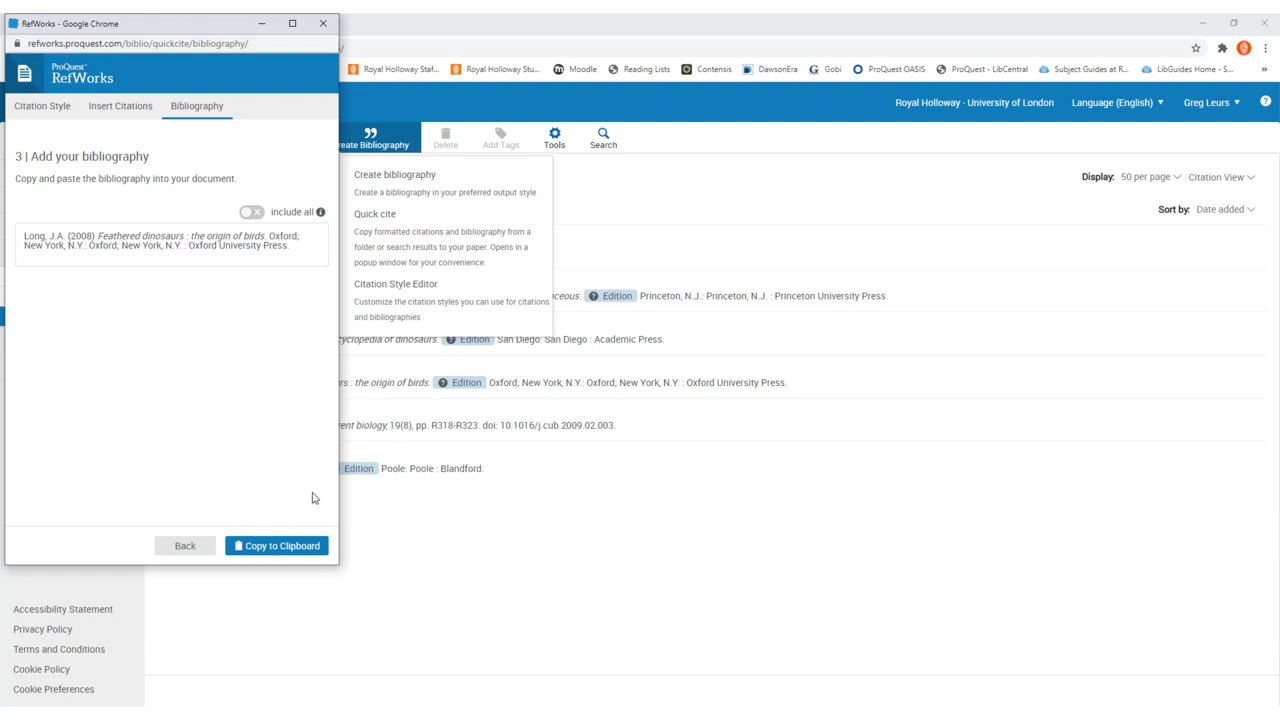 RefWorks - Google Chrome
refworks.proquest.com/biblio/quickcite/bibliography/
Royal Holloway Staf...
Royal Holloway Stu...
Moodle
Reading Lists
Contensis
DawsonEra
Gobi
ProQuest OASIS
ProQuest - LibCentral
Subject Guides at R...
LibGuides Home - S...
ProQuest
RefWorks
Royal Holloway - University of London
Language (English)
Greg Leurs
Citation Style
Insert Citations
Bibliography
reate Bibliography
Delete
Add Tags
Tools
Search
3 | Add your bibliography
Copy and paste the bibliography into your document.
include all
Long, J.A. (2008) Feathered dinosaurs : the origin of birds. Oxford;
New York, N.Y.: Oxford; New York, N.Y. : Oxford University Press.
Back
Copy to Clipboard
Create bibliography
Create a bibliography in your preferred output style
Quick cite
Copy formatted citations and bibliography from a
folder or search results to your paper. Opens in a
popup window for your convenience.
Citation Style Editor
Customize the citation styles you can use for citations
and bibliographies
Display: 50 per page
Citation View
Sort by: Date added
aceous. Edition Princeton, N.J.: Princeton, N.J. : Princeton University Press.
cyclopedia of dinosaurs. Edition San Diego: San Diego : Academic Press.
rs : the origin of birds. Edition Oxford; New York, N.Y.: Oxford; New York, N.Y. : Oxford University Press.
rent biology, 19(8), pp. R318-R323. doi: 10.1016/j.cub.2009.02.003.
Edition Poole: Poole : Blandford.
Accessibility Statement
Privacy Policy
Terms and Conditions
Cookie Policy
Cookie Preferences